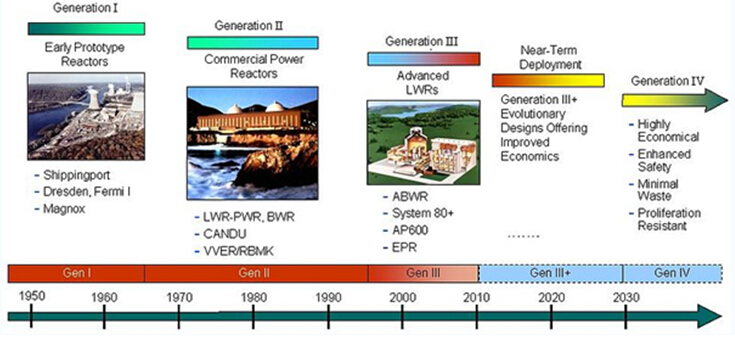 Generation I
Early Prototype
Reactors
- Shippingport
- Dresden, Fermi I
- Magnox
Generation II
Commercial Power
Reactors
- LWR-PWR, BWR
- CANDU
- VVER/RBMK
Generation III
Advanced
LWRs
- ABWR
- System 80+
- AP600
- EPR
Near-Term
Deployment
Generation III+
Evolutionary
Designs Offering
Improved
Economics
.......
Generation IV
- Highly
Economical
- Enhanced
Safety
- Minimal
Waste
- Proliferation
Resistant
Gen I
Gen II
Gen III
Gen III+
Gen IV
1950
1960
1970
1980
1990
2000
2010
2020
2030